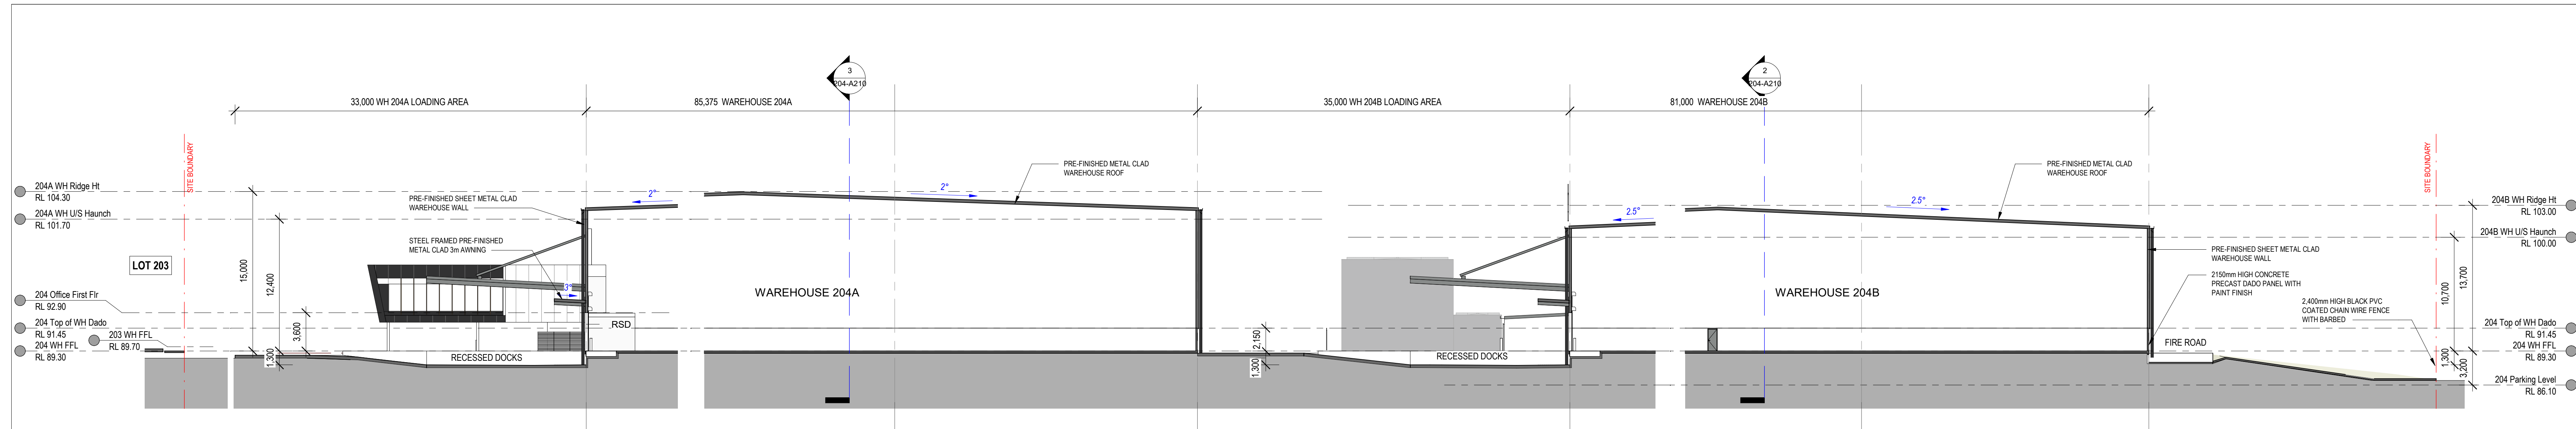 3
204-A210
2
204-A210
33,000 WH 204A LOADING AREA
85,375 WAREHOUSE 204A
35,000 WH 204B LOADING AREA
81,000 WAREHOUSE 204B
SITE BOUNDARY
204A WH Ridge Ht
RL 104.30
204A WH U/S Haunch
RL 101.70
LOT 203
204 Office First Flr
RL 92.90
204 Top of WH Dado
RL 91.45
203 WH FFL
RL 89.70
204 WH FFL
RL 89.30
15,000
12,400
3,600
1,300
PRE-FINISHED SHEET METAL CLAD
WAREHOUSE WALL
STEEL FRAMED PRE-FINISHED
METAL CLAD 3m AWNING
2°
3°
RSD
RECESSED DOCKS
2°
PRE-FINISHED METAL CLAD
WAREHOUSE ROOF
WAREHOUSE 204A
2,150
1,300
RECESSED DOCKS
2.5°
2.5°
PRE-FINISHED METAL CLAD
WAREHOUSE ROOF
WAREHOUSE 204B
PRE-FINISHED SHEET METAL CLAD
WAREHOUSE WALL
2150mm HIGH CONCRETE
PRECAST DADO PANEL WITH
PAINT FINISH
2,400mm HIGH BLACK PVC
COATED CHAIN WIRE FENCE
WITH BARBED
FIRE ROAD
SITE BOUNDARY
10,700
13,700
1,300
3,200
204B WH Ridge Ht
RL 103.00
204B WH U/S Haunch
RL 100.00
204 Top of WH Dado
RL 91.45
204 WH FFL
RL 89.30
204 Parking Level
RL 86.10